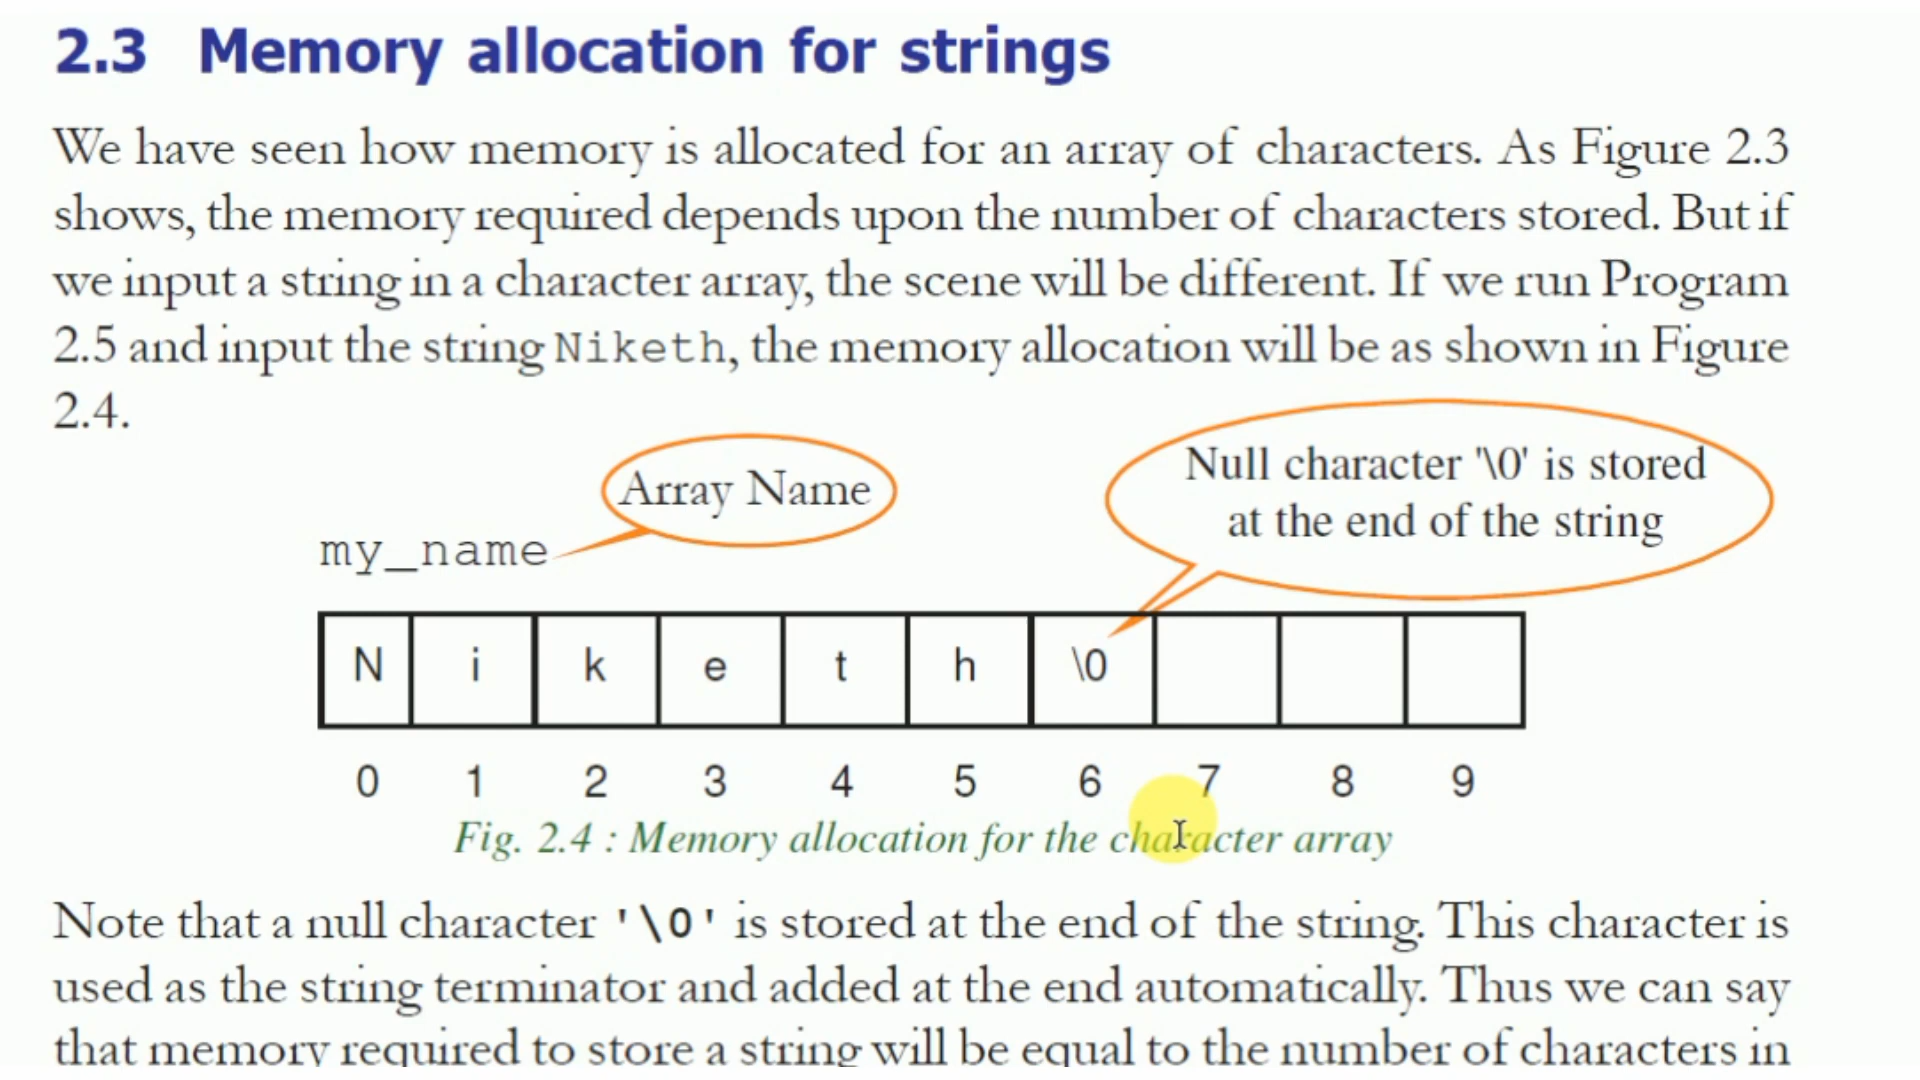 2.3 Memory allocation for strings
We have seen how memory is allocated for an array of characters. As Figure 2.3
shows, the memory required depends upon the number of characters stored. But if
we input a string in a character array, the scene will be different. If we run Program
2.5 and input the string Niketh, the memory allocation will be as shown in Figure
2.4.
Array Name
Null character '\0' is stored
at the end of the string
my_name
N i k e t h \0
0 1 2 3 4 5 6 7 8 9
Fig. 2.4 : Memory allocation for the character array
Note that a null character '\0' is stored at the end of the string. This character is
used as the string terminator and added at the end automatically. Thus we can say
that memory required to store a string will be equal to the number of characters in